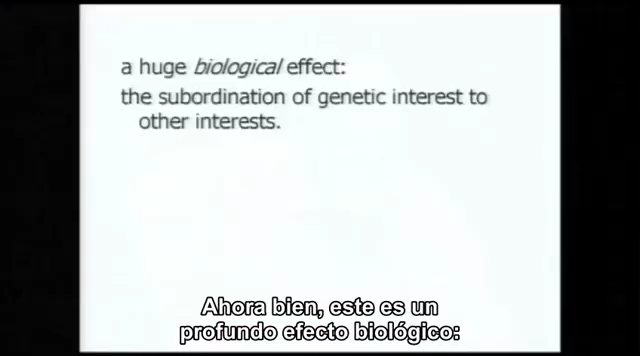 a huge biological effect:
the subordination of genetic interest to
other interests.
Ahora bien, este es un
profundo efecto biológico: